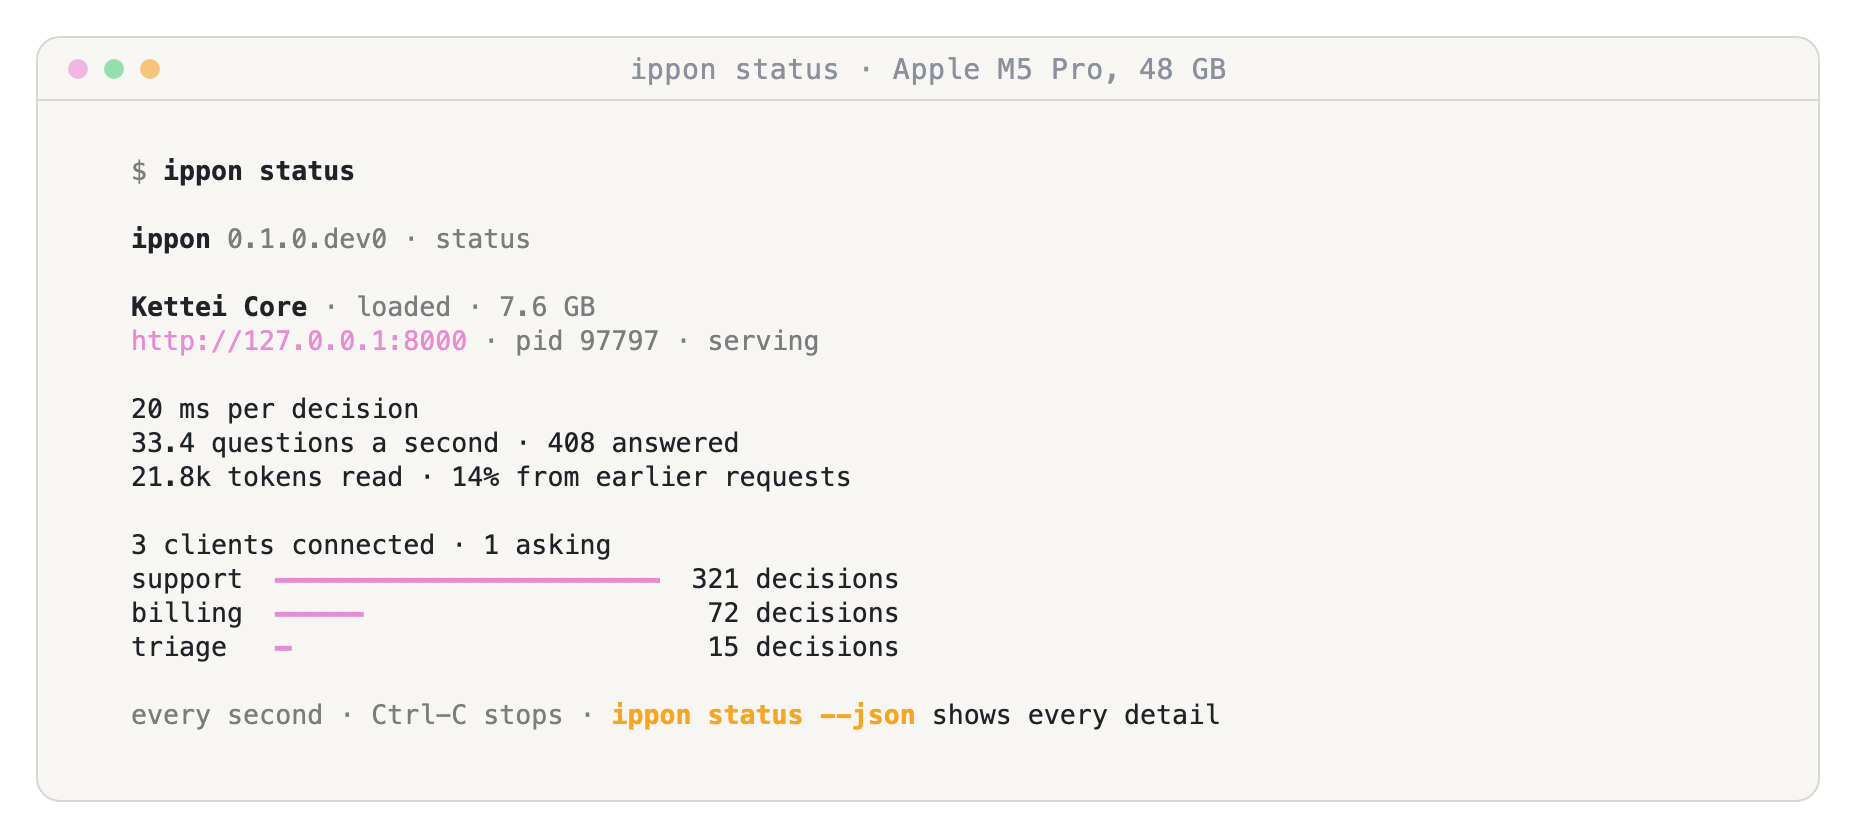 ippon status · Apple M5 Pro, 48 GB
$ ippon status
ippon 0.1.0.dev0 · status
Kettei Core · loaded · 7.6 GB
http://127.0.0.1:8000 · pid 97797 · serving
20 ms per decision
33.4 questions a second · 408 answered
21.8k tokens read · 14% from earlier requests
3 clients connected · 1 asking
support 321 decisions
billing 72 decisions
triage 15 decisions
every second · Ctrl-C stops · ippon status --json shows every detail